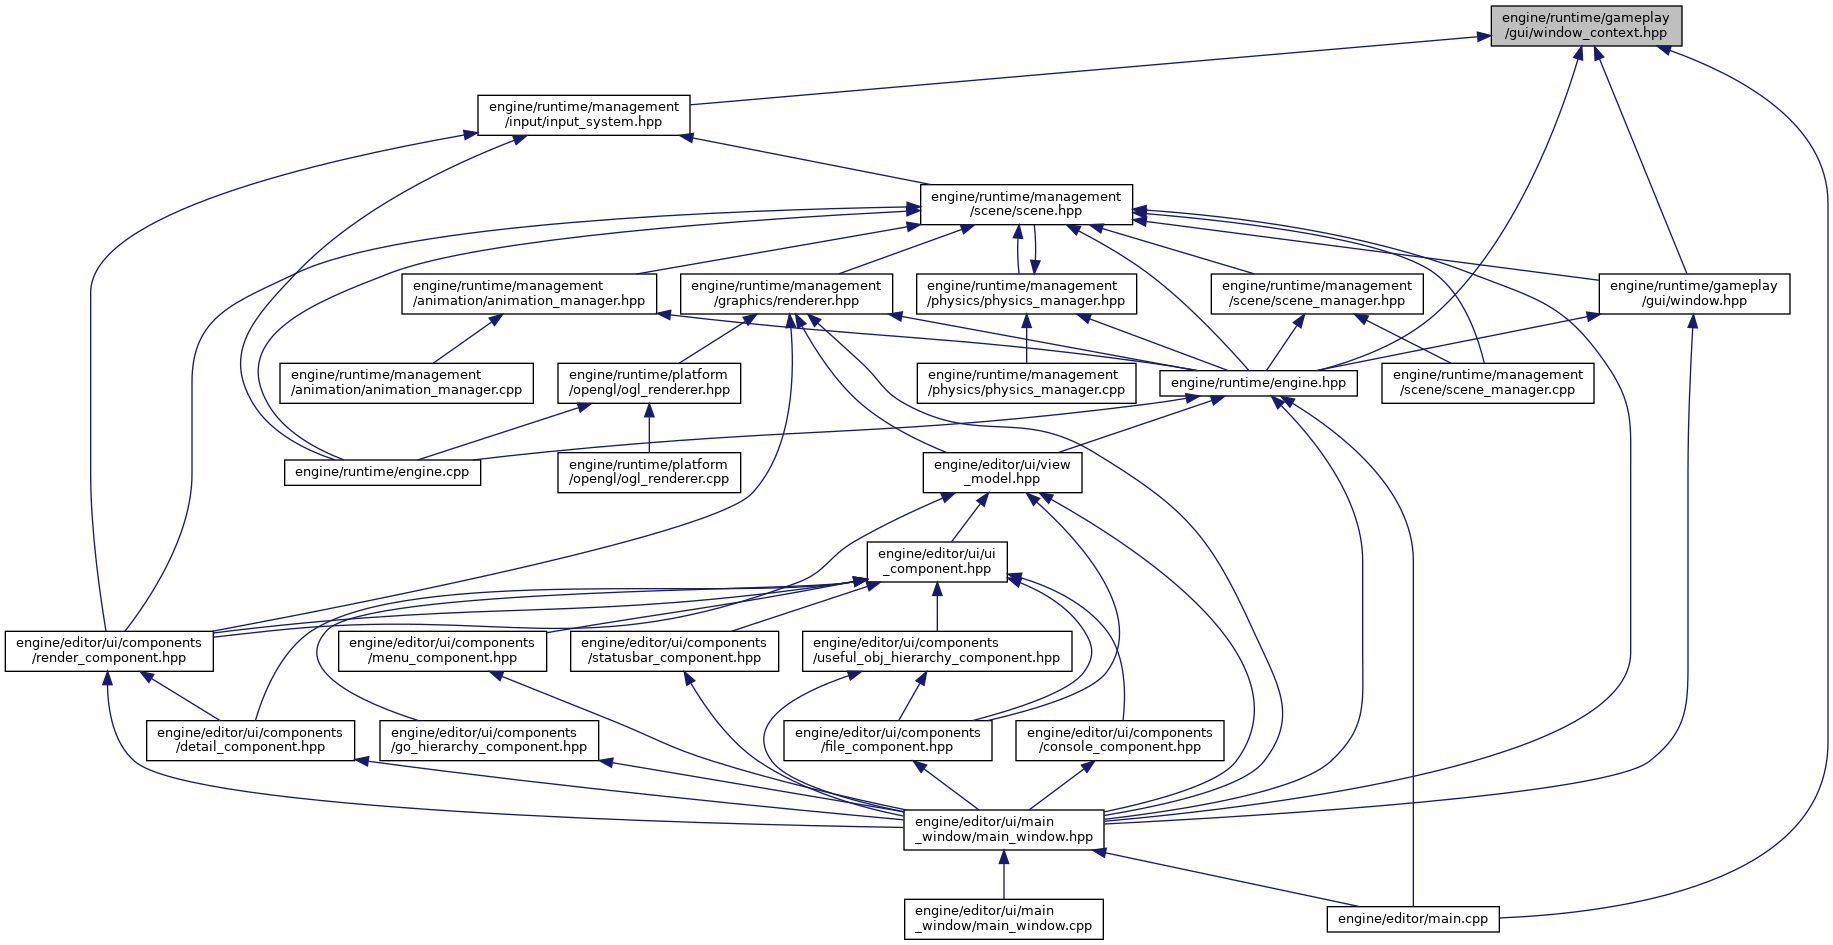 engine/runtime/gameplay
/gui/window_context.hpp
engine/runtime/management
/input/input_system.hpp
engine/runtime/management
/scene/scene.hpp
engine/runtime/management
/animation/animation_manager.hpp
engine/runtime/management
/graphics/renderer.hpp
engine/runtime/management
/physics/physics_manager.hpp
engine/runtime/management
/scene/scene_manager.hpp
engine/runtime/gameplay
/gui/window.hpp
engine/runtime/management
/animation/animation_manager.cpp
engine/runtime/platform
/opengl/ogl_renderer.hpp
engine/runtime/management
/physics/physics_manager.cpp
engine/runtime/engine.hpp
engine/runtime/management
/scene/scene_manager.cpp
engine/runtime/engine.cpp
engine/runtime/platform
/opengl/ogl_renderer.cpp
engine/editor/ui/view
_model.hpp
engine/editor/ui/ui
_component.hpp
engine/editor/ui/components
/render_component.hpp
engine/editor/ui/components
/menu_component.hpp
engine/editor/ui/components
/statusbar_component.hpp
engine/editor/ui/components
/useful_obj_hierarchy_component.hpp
engine/editor/ui/components
/detail_component.hpp
engine/editor/ui/components
/go_hierarchy_component.hpp
engine/editor/ui/components
/file_component.hpp
engine/editor/ui/components
/console_component.hpp
engine/editor/ui/main
_window/main_window.hpp
engine/editor/ui/main
_window/main_window.cpp
engine/editor/main.cpp